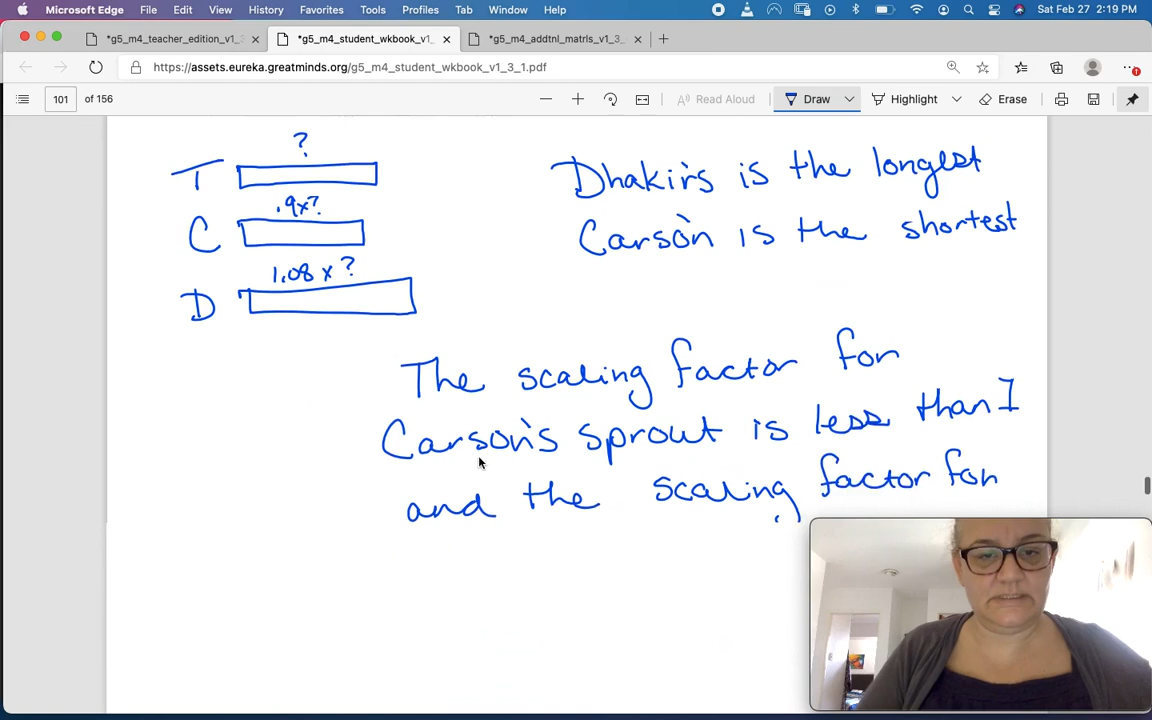 Microsoft Edge File Edit View History Favorites Tools Profiles Tab Window Help Sat Feb 27 2:19 PM
*g5_m4_teacher_edition_v1_3 *g5_m4_student_wkbook_v1_ *g5_m4_addtnl_matrls_v1_3_
https://assets.eureka.greatminds.org/g5_m4_student_wkbook_v1_3_1.pdf
101 of 156 Read Aloud Draw Highlight Erase
?
T
.9x?
C
1.08 x ?
D
Dhakir's is the longest
Carson is the shortest
The scaling factor for
Carson's sprout is less than 1
and the scaling factor for